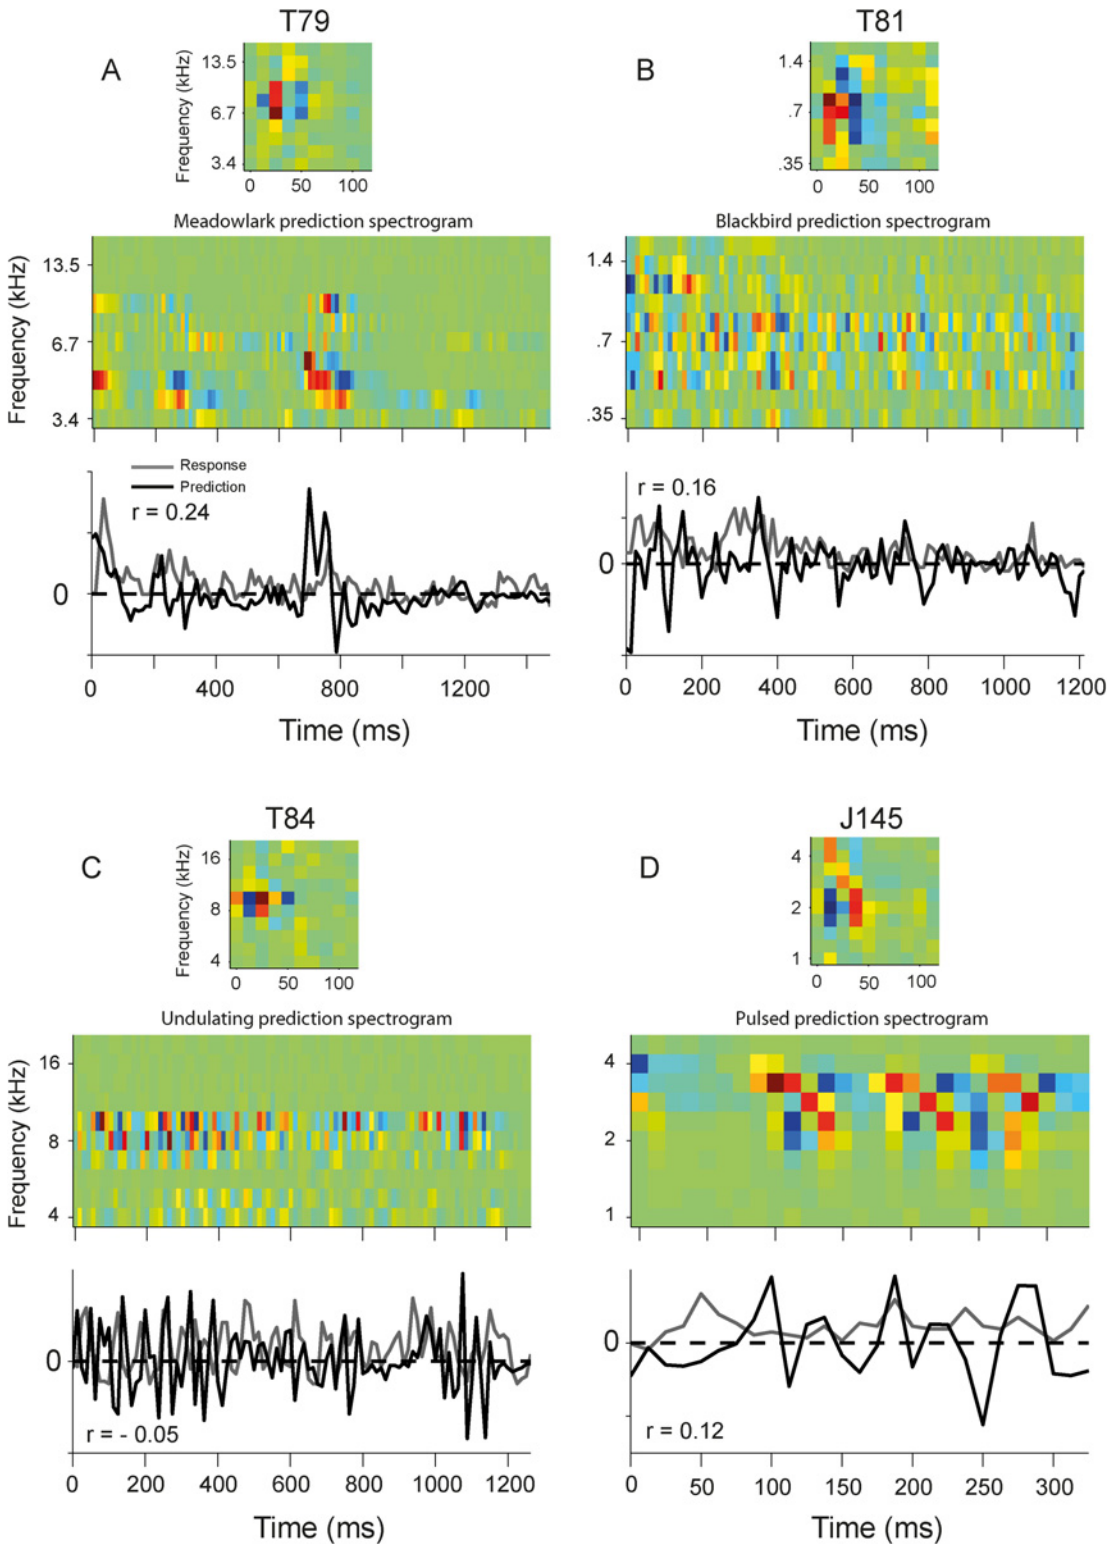 T79
A
Frequency (kHz)
13.5
6.7
3.4
0 50 100
Meadowlark prediction spectrogram
Frequency (kHz)
13.5
6.7
3.4
Response
Prediction
r = 0.24
0
0 400 800 1200
Time (ms)
T81
B
1.4
.7
.35
0 50 100
Blackbird prediction spectrogram
1.4
.7
.35
r = 0.16
0
0 200 400 600 800 1000 1200
Time (ms)
T84
C
Frequency (kHz)
16
8
4
0 50 100
Undulating prediction spectrogram
Frequency (kHz)
16
8
4
0
r = - 0.05
0 200 400 600 800 1000 1200
Time (ms)
J145
D
4
2
1
0 50 100
Pulsed prediction spectrogram
4
2
1
0
r = 0.12
0 50 100 150 200 250 300
Time (ms)